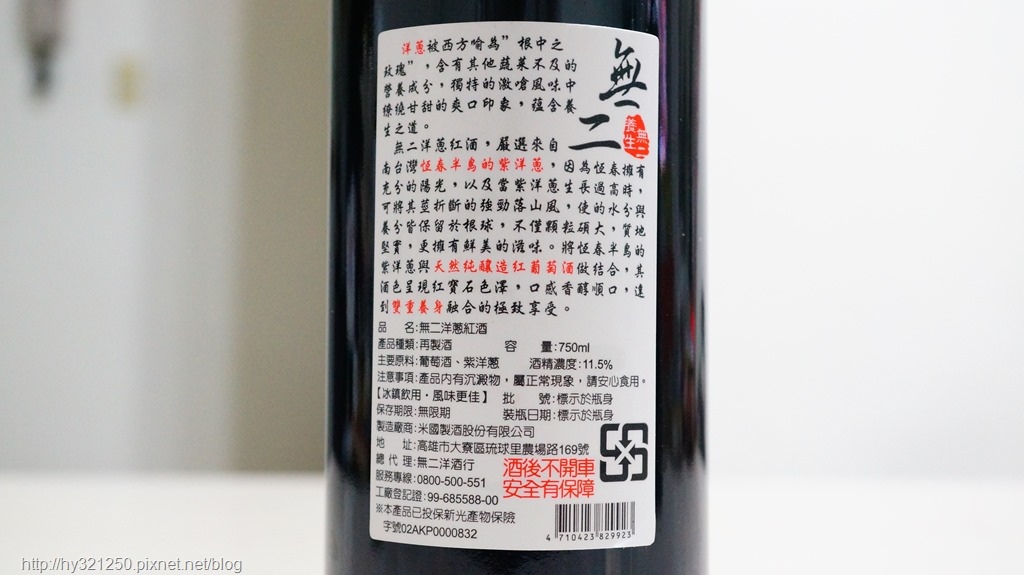 無二
養生無二
洋蔥被西方喻為”根中之
玫瑰”，含有其他蔬菜不及的
營養成分，獨特的激嗆風味中
繚繞甘甜的爽口印象，蘊含養
生之道。
無二洋蔥紅酒，嚴選來自
南台灣恆春半島的紫洋蔥，因為恆春擁有
充分的陽光，以及當紫洋蔥生長過高時，
可將其莖折斷的強勁落山風，使的水分與
養分皆保留於根球，不僅顆粒碩大，質地
堅實，更擁有鮮美的滋味。將恆春半島的
紫洋蔥與天然純釀造紅葡萄酒做結合，其
酒色呈現紅寶石色澤，口感香醇順口，達
到雙重養身融合的極致享受。
品　　名:無二洋蔥紅酒
產品種類:再製酒　　容　　量:750ml
主要原料:葡萄酒、紫洋蔥　　酒精濃度:11.5%
注意事項:產品內有沉澱物，屬正常現象，請安心食用。
【冰鎮飲用・風味更佳】　批　　號:標示於瓶身
保存期限:無限期　　裝瓶日期:標示於瓶身
製造廠商:米國製酒股份有限公司
地　　址:高雄市大寮區琉球里農場路169號
總 代 理:無二洋酒行
服務專線:0800-500-551
工廠登記證:99-685588-00
※本產品已投保新光產物保險
字號02AKP0000832
酒後不開車
安全有保障
4 710423 829923
http://hy321250.pixnet.net/blog